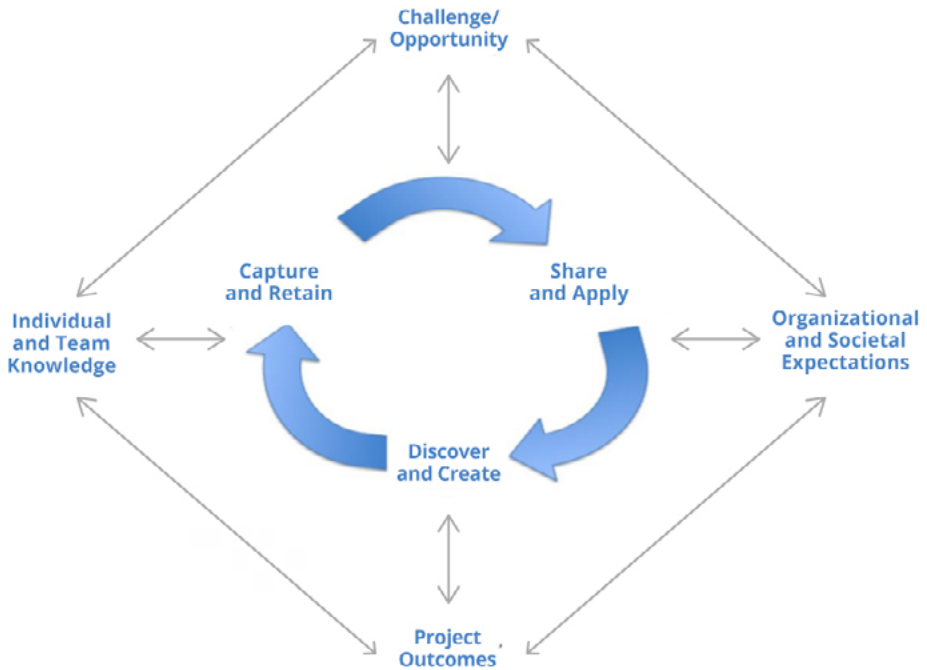 Challenge/
Opportunity
Capture
and Retain
Share
and Apply
Individual
and Team
Knowledge
Organizational
and Societal
Expectations
Discover
and Create
Project
Outcomes